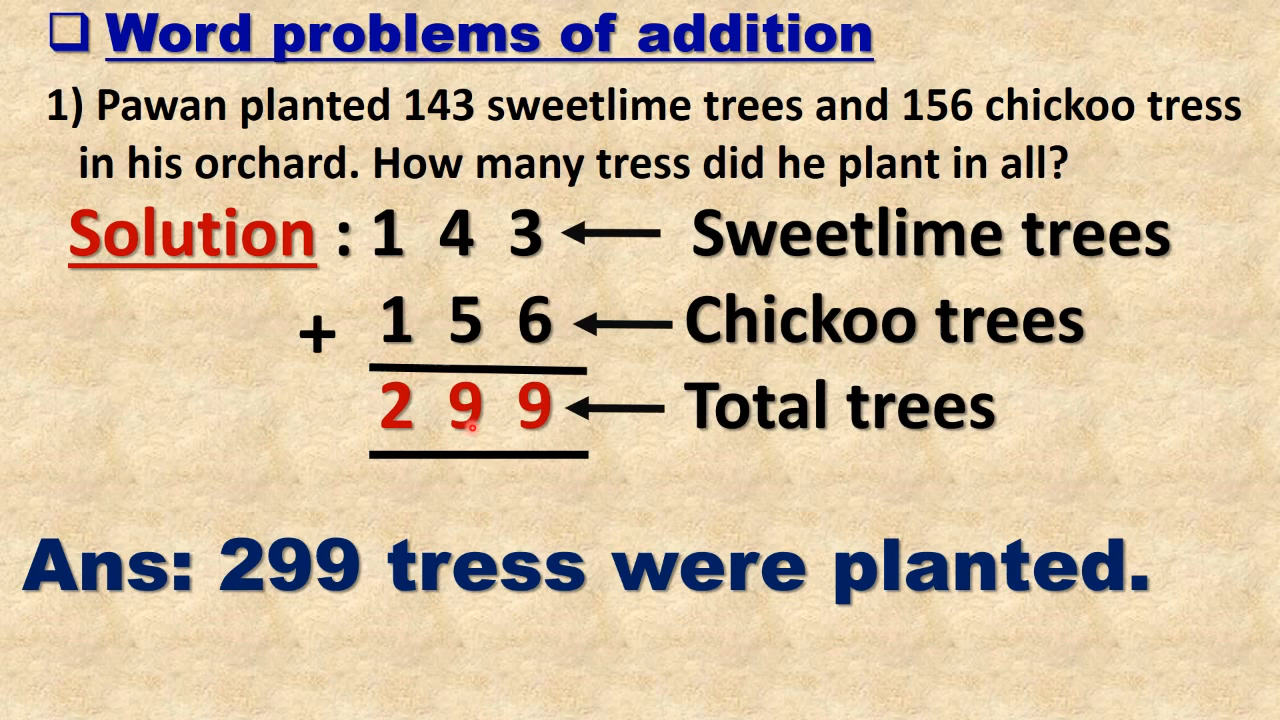 ❑ Word problems of addition
1) Pawan planted 143 sweetlime trees and 156 chickoo tress
in his orchard. How many tress did he plant in all?
Solution : 1 4 3 ← Sweetlime trees
+ 1 5 6 ← Chickoo trees
2 9 9 ← Total trees
Ans: 299 tress were planted.